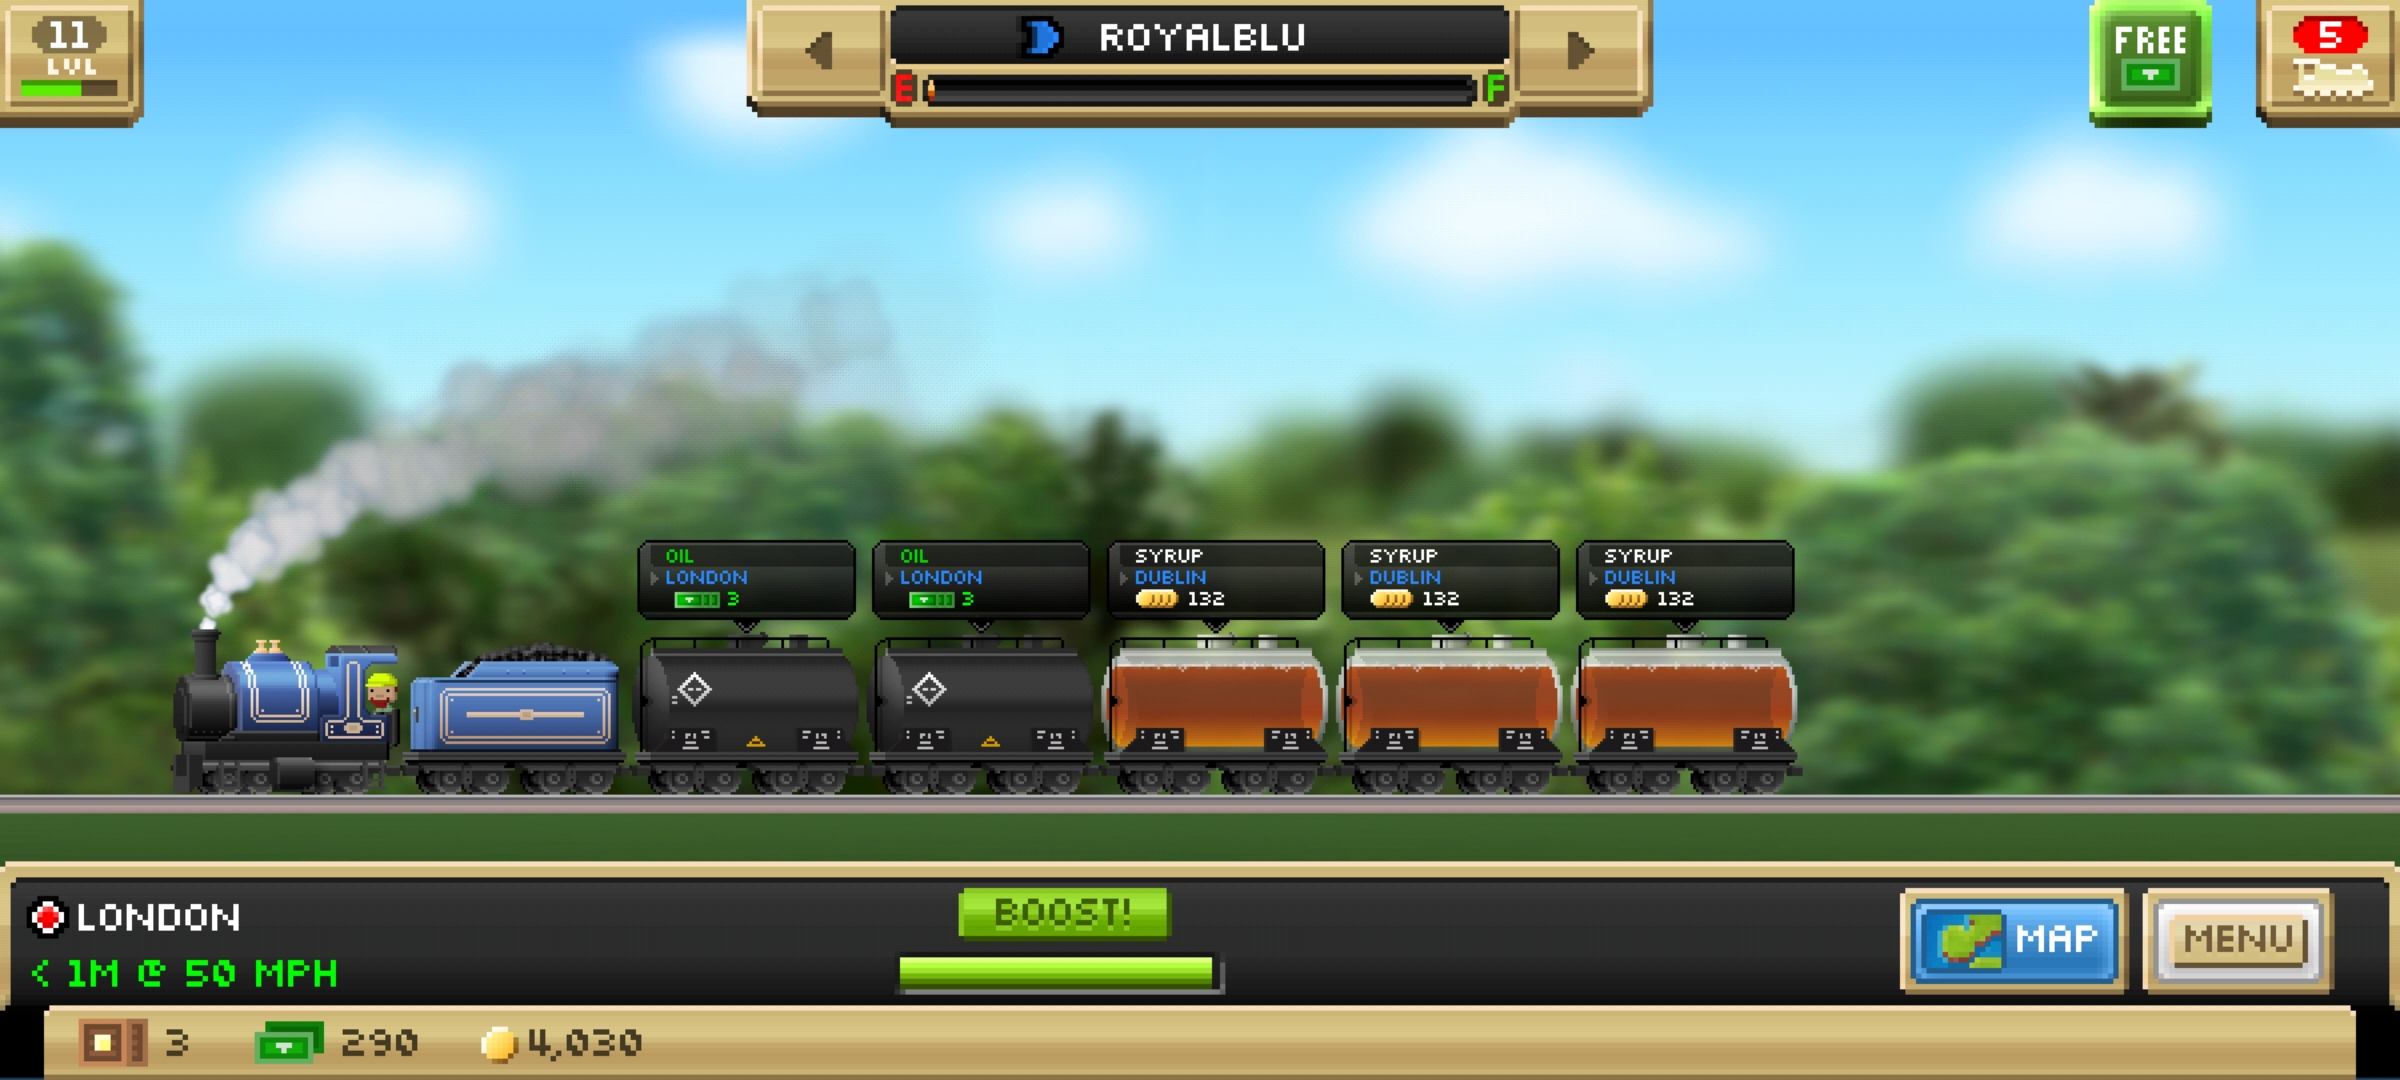 11
LVL
ROYALBLU
E
F
FREE
5
OIL
LONDON
3
OIL
LONDON
3
SYRUP
DUBLIN
132
SYRUP
DUBLIN
132
SYRUP
DUBLIN
132
LONDON
BOOST!
< 1M @ 50 MPH
MAP
MENU
3
290
4,030